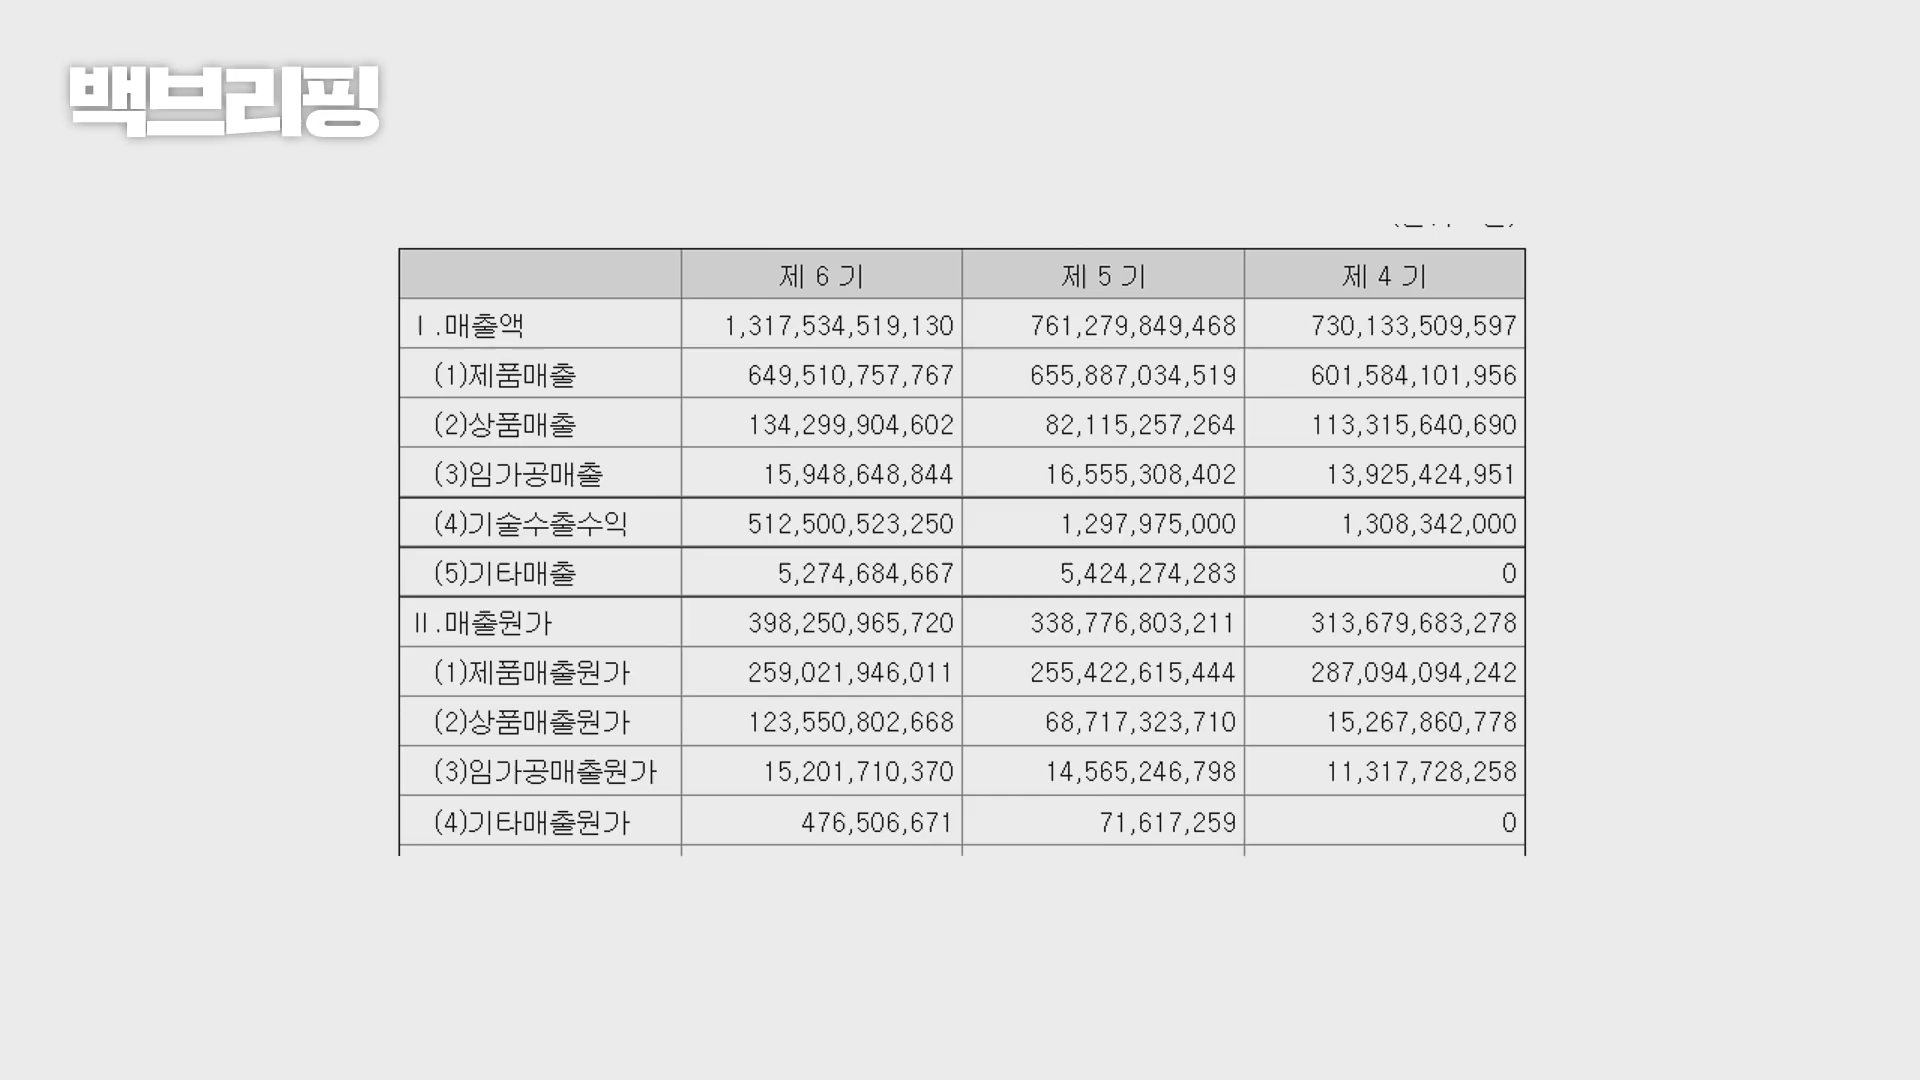 백브리핑
제 6 기 제 5 기 제 4 기
Ⅰ.매출액 1,317,534,519,130 761,279,849,468 730,133,509,597
(1)제품매출 649,510,757,767 655,887,034,519 601,584,101,956
(2)상품매출 134,299,904,602 82,115,257,264 113,315,640,690
(3)임가공매출 15,948,648,844 16,555,308,402 13,925,424,951
(4)기술수출수익 512,500,523,250 1,297,975,000 1,308,342,000
(5)기타매출 5,274,684,667 5,424,274,283 0
Ⅱ.매출원가 398,250,965,720 338,776,803,211 313,679,683,278
(1)제품매출원가 259,021,946,011 255,422,615,444 287,094,094,242
(2)상품매출원가 123,550,802,668 68,717,323,710 15,267,860,778
(3)임가공매출원가 15,201,710,370 14,565,246,798 11,317,728,258
(4)기타매출원가 476,506,671 71,617,259 0